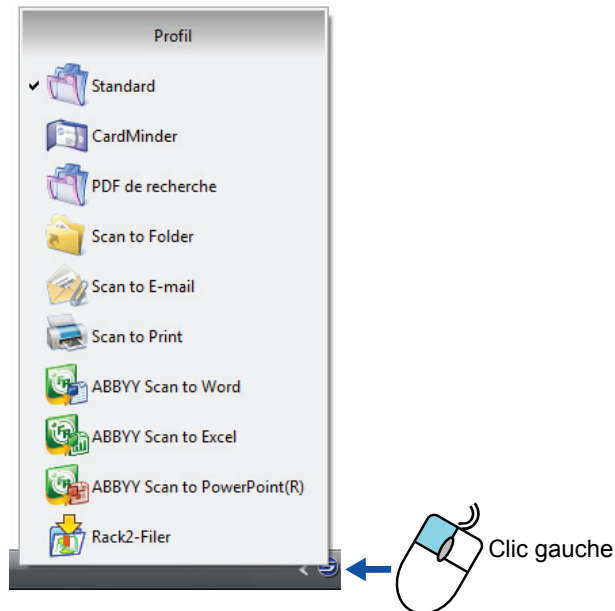 Profil
Standard
CardMinder
PDF de recherche
Scan to Folder
Scan to E-mail
Scan to Print
ABBYY Scan to Word
ABBYY Scan to Excel
ABBYY Scan to PowerPoint(R)
Rack2-Filer
Clic gauche